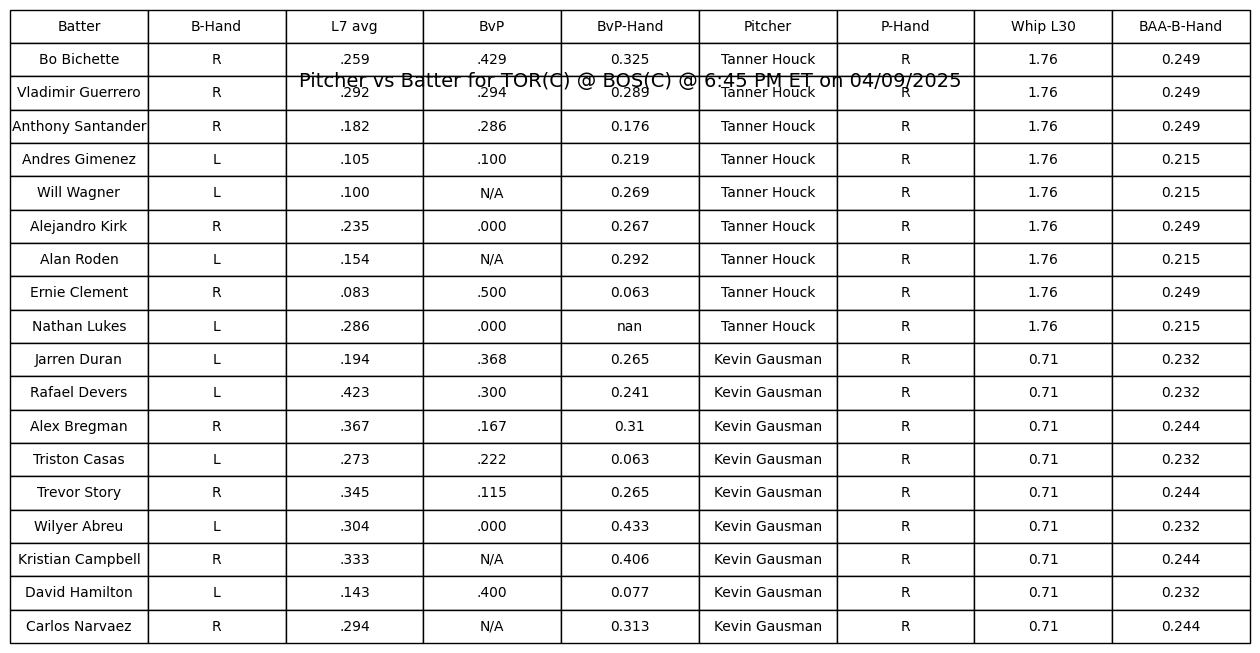 Batter B-Hand L7 avg BvP BvP-Hand Pitcher P-Hand Whip L30 BAA-B-Hand
Bo Bichette R .259 .429 0.325 Tanner Houck R 1.76 0.249
Pitcher vs Batter for TOR(C) @ BOS(C) @ 6:45 PM ET on 04/09/2025
Vladimir Guerrero R .292 .294 0.289 Tanner Houck R 1.76 0.249
Anthony Santander R .182 .286 0.176 Tanner Houck R 1.76 0.249
Andres Gimenez L .105 .100 0.219 Tanner Houck R 1.76 0.215
Will Wagner L .100 N/A 0.269 Tanner Houck R 1.76 0.215
Alejandro Kirk R .235 .000 0.267 Tanner Houck R 1.76 0.249
Alan Roden L .154 N/A 0.292 Tanner Houck R 1.76 0.215
Ernie Clement R .083 .500 0.063 Tanner Houck R 1.76 0.249
Nathan Lukes L .286 .000 nan Tanner Houck R 1.76 0.215
Jarren Duran L .194 .368 0.265 Kevin Gausman R 0.71 0.232
Rafael Devers L .423 .300 0.241 Kevin Gausman R 0.71 0.232
Alex Bregman R .367 .167 0.31 Kevin Gausman R 0.71 0.244
Triston Casas L .273 .222 0.063 Kevin Gausman R 0.71 0.232
Trevor Story R .345 .115 0.265 Kevin Gausman R 0.71 0.244
Wilyer Abreu L .304 .000 0.433 Kevin Gausman R 0.71 0.232
Kristian Campbell R .333 N/A 0.406 Kevin Gausman R 0.71 0.244
David Hamilton L .143 .400 0.077 Kevin Gausman R 0.71 0.232
Carlos Narvaez R .294 N/A 0.313 Kevin Gausman R 0.71 0.244